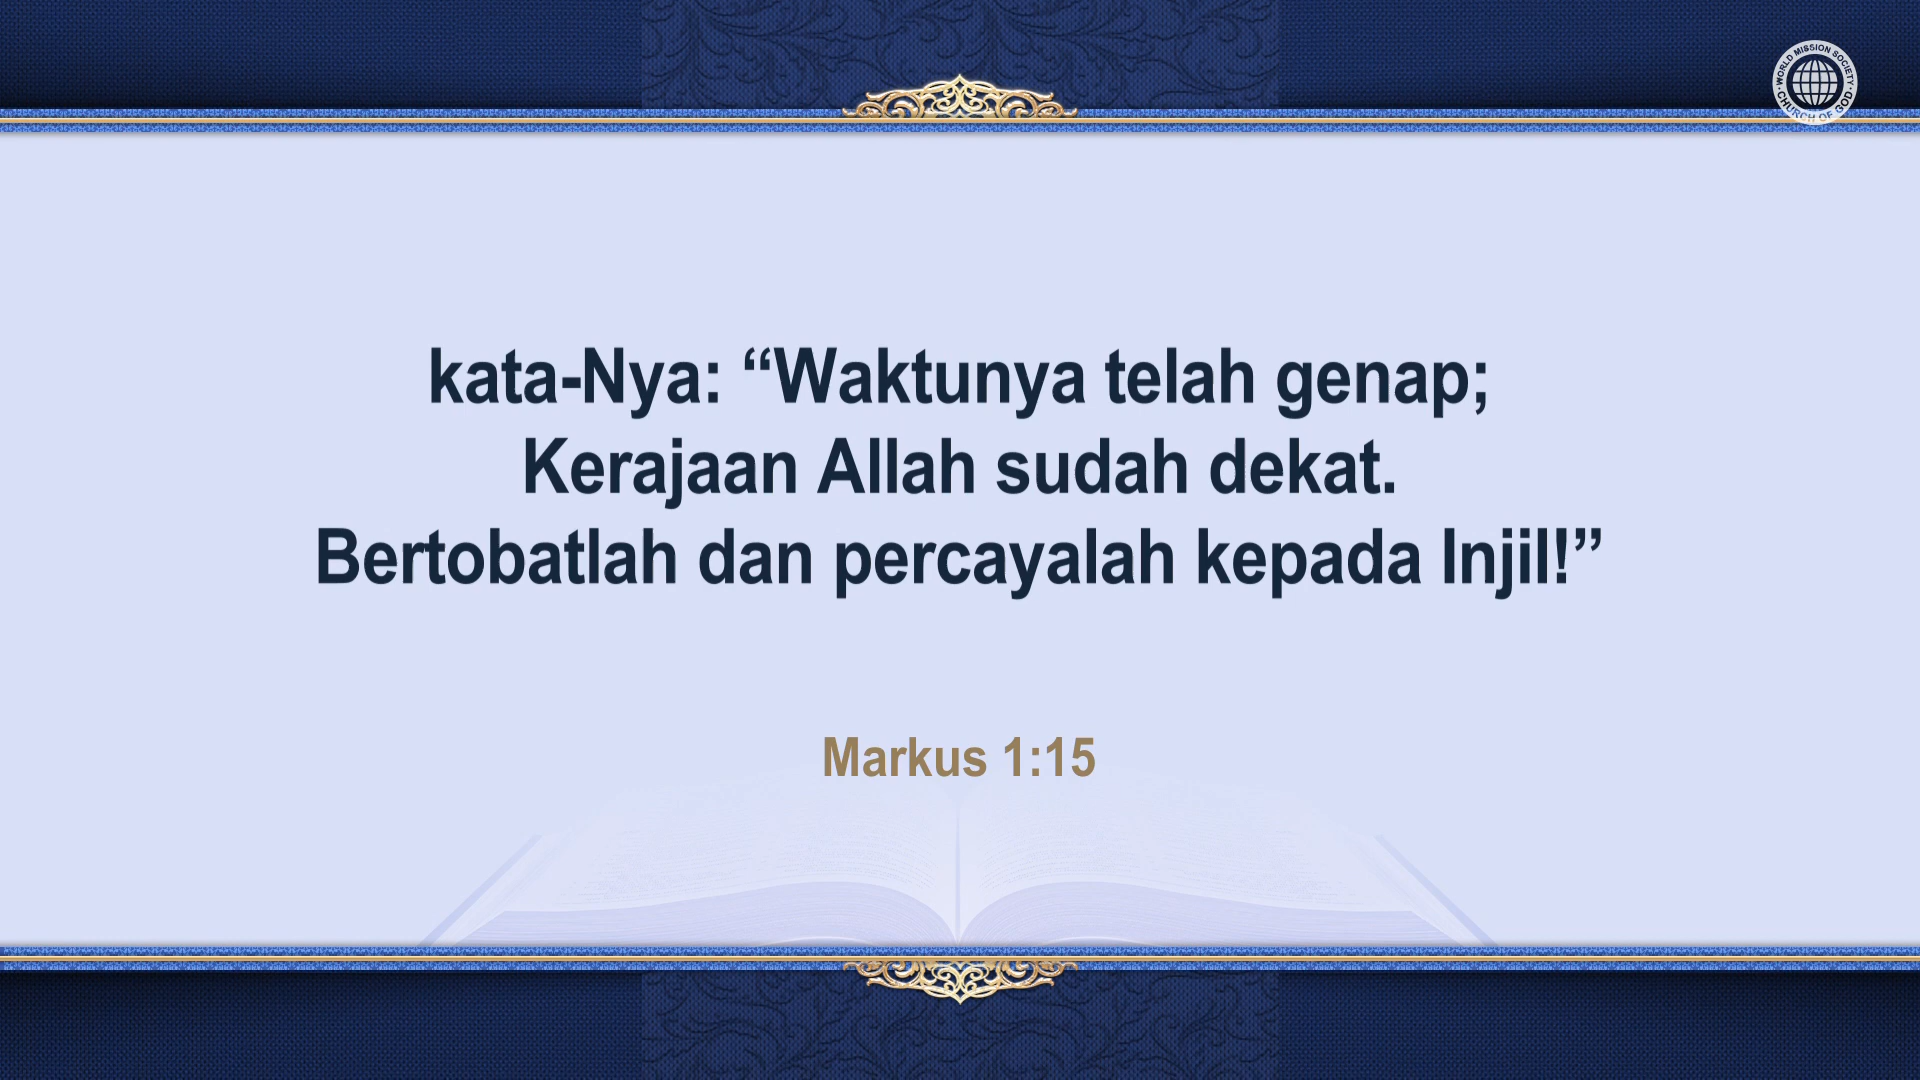 WORLD MISSION SOCIETY
CHURCH OF GOD
kata-Nya: “Waktunya telah genap;
Kerajaan Allah sudah dekat.
Bertobatlah dan percayalah kepada Injil!”
Markus 1:15